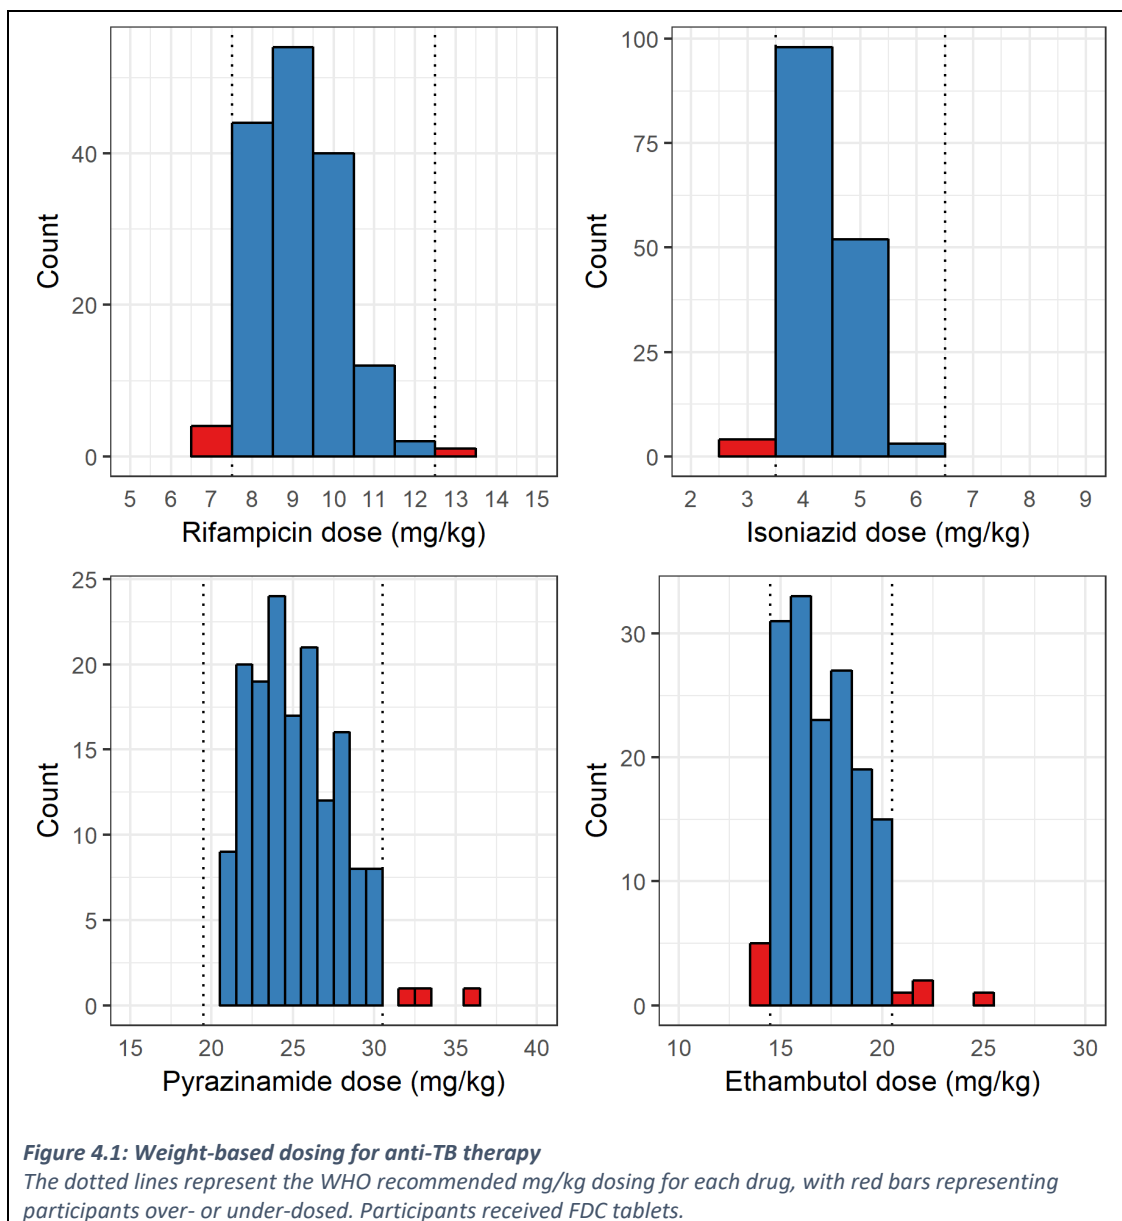 40
20
0
Count
5 6 7 8 9 10 11 12 13 14 15
Rifampicin dose (mg/kg)
100
75
50
25
0
Count
2 3 4 5 6 7 8 9
Isoniazid dose (mg/kg)
25
20
15
10
5
0
Count
15 20 25 30 35 40
Pyrazinamide dose (mg/kg)
30
20
10
0
Count
10 15 20 25 30
Ethambutol dose (mg/kg)
Figure 4.1: Weight-based dosing for anti-TB therapy
The dotted lines represent the WHO recommended mg/kg dosing for each drug, with red bars representing
participants over- or under-dosed. Participants received FDC tablets.